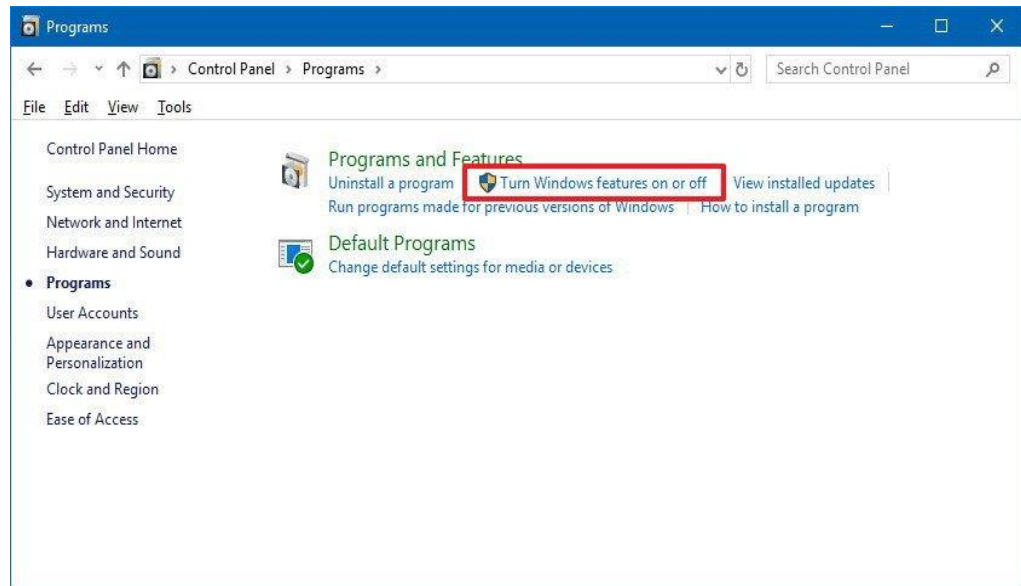 Programs
Control Panel › Programs ›
Search Control Panel
File Edit View Tools
Control Panel Home
System and Security
Network and Internet
Hardware and Sound
Programs
User Accounts
Appearance and
Personalization
Clock and Region
Ease of Access
Programs and Features
Uninstall a program Turn Windows features on or off View installed updates
Run programs made for previous versions of Windows How to install a program
Default Programs
Change default settings for media or devices